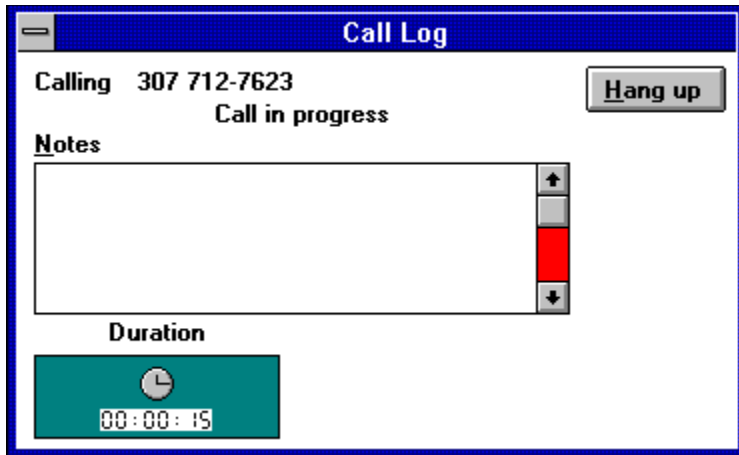 Call Log
Calling 307 712-7623
Hang up
Call in progress
Notes
Duration
00:00:15